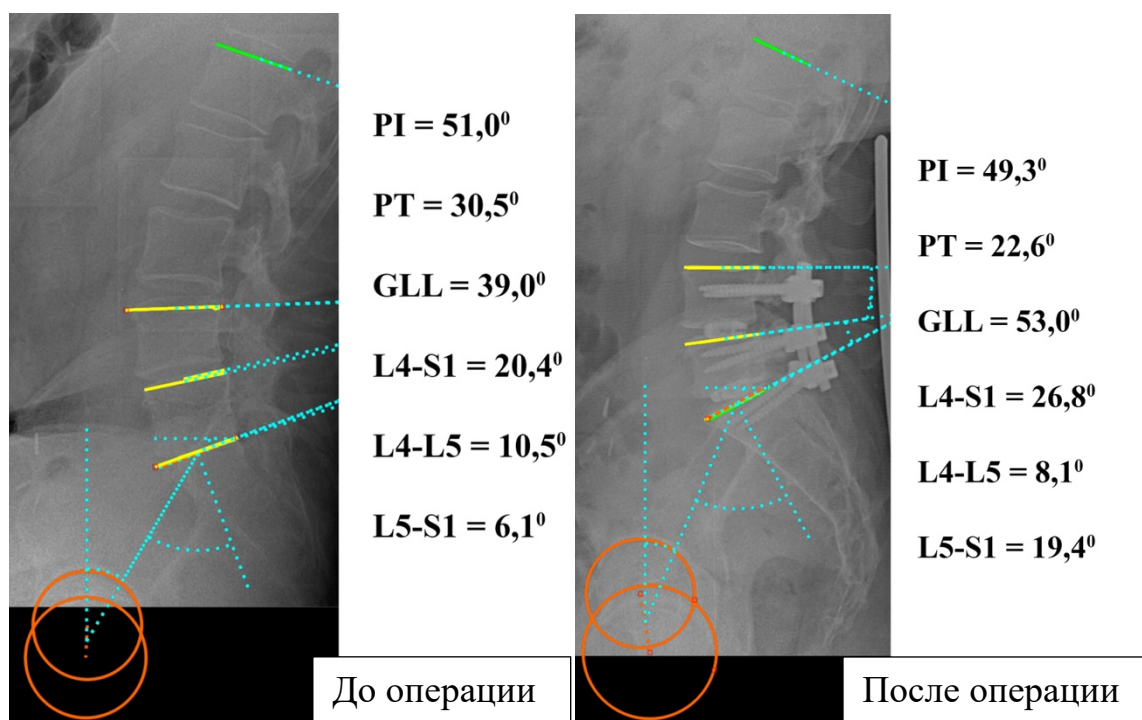 PI = 51,0⁰
PT = 30,5⁰
GLL = 39,0⁰
L4-S1 = 20,4⁰
L4-L5 = 10,5⁰
L5-S1 = 6,1⁰
До операции
PI = 49,3⁰
PT = 22,6⁰
GLL = 53,0⁰
L4-S1 = 26,8⁰
L4-L5 = 8,1⁰
L5-S1 = 19,4⁰
После операции